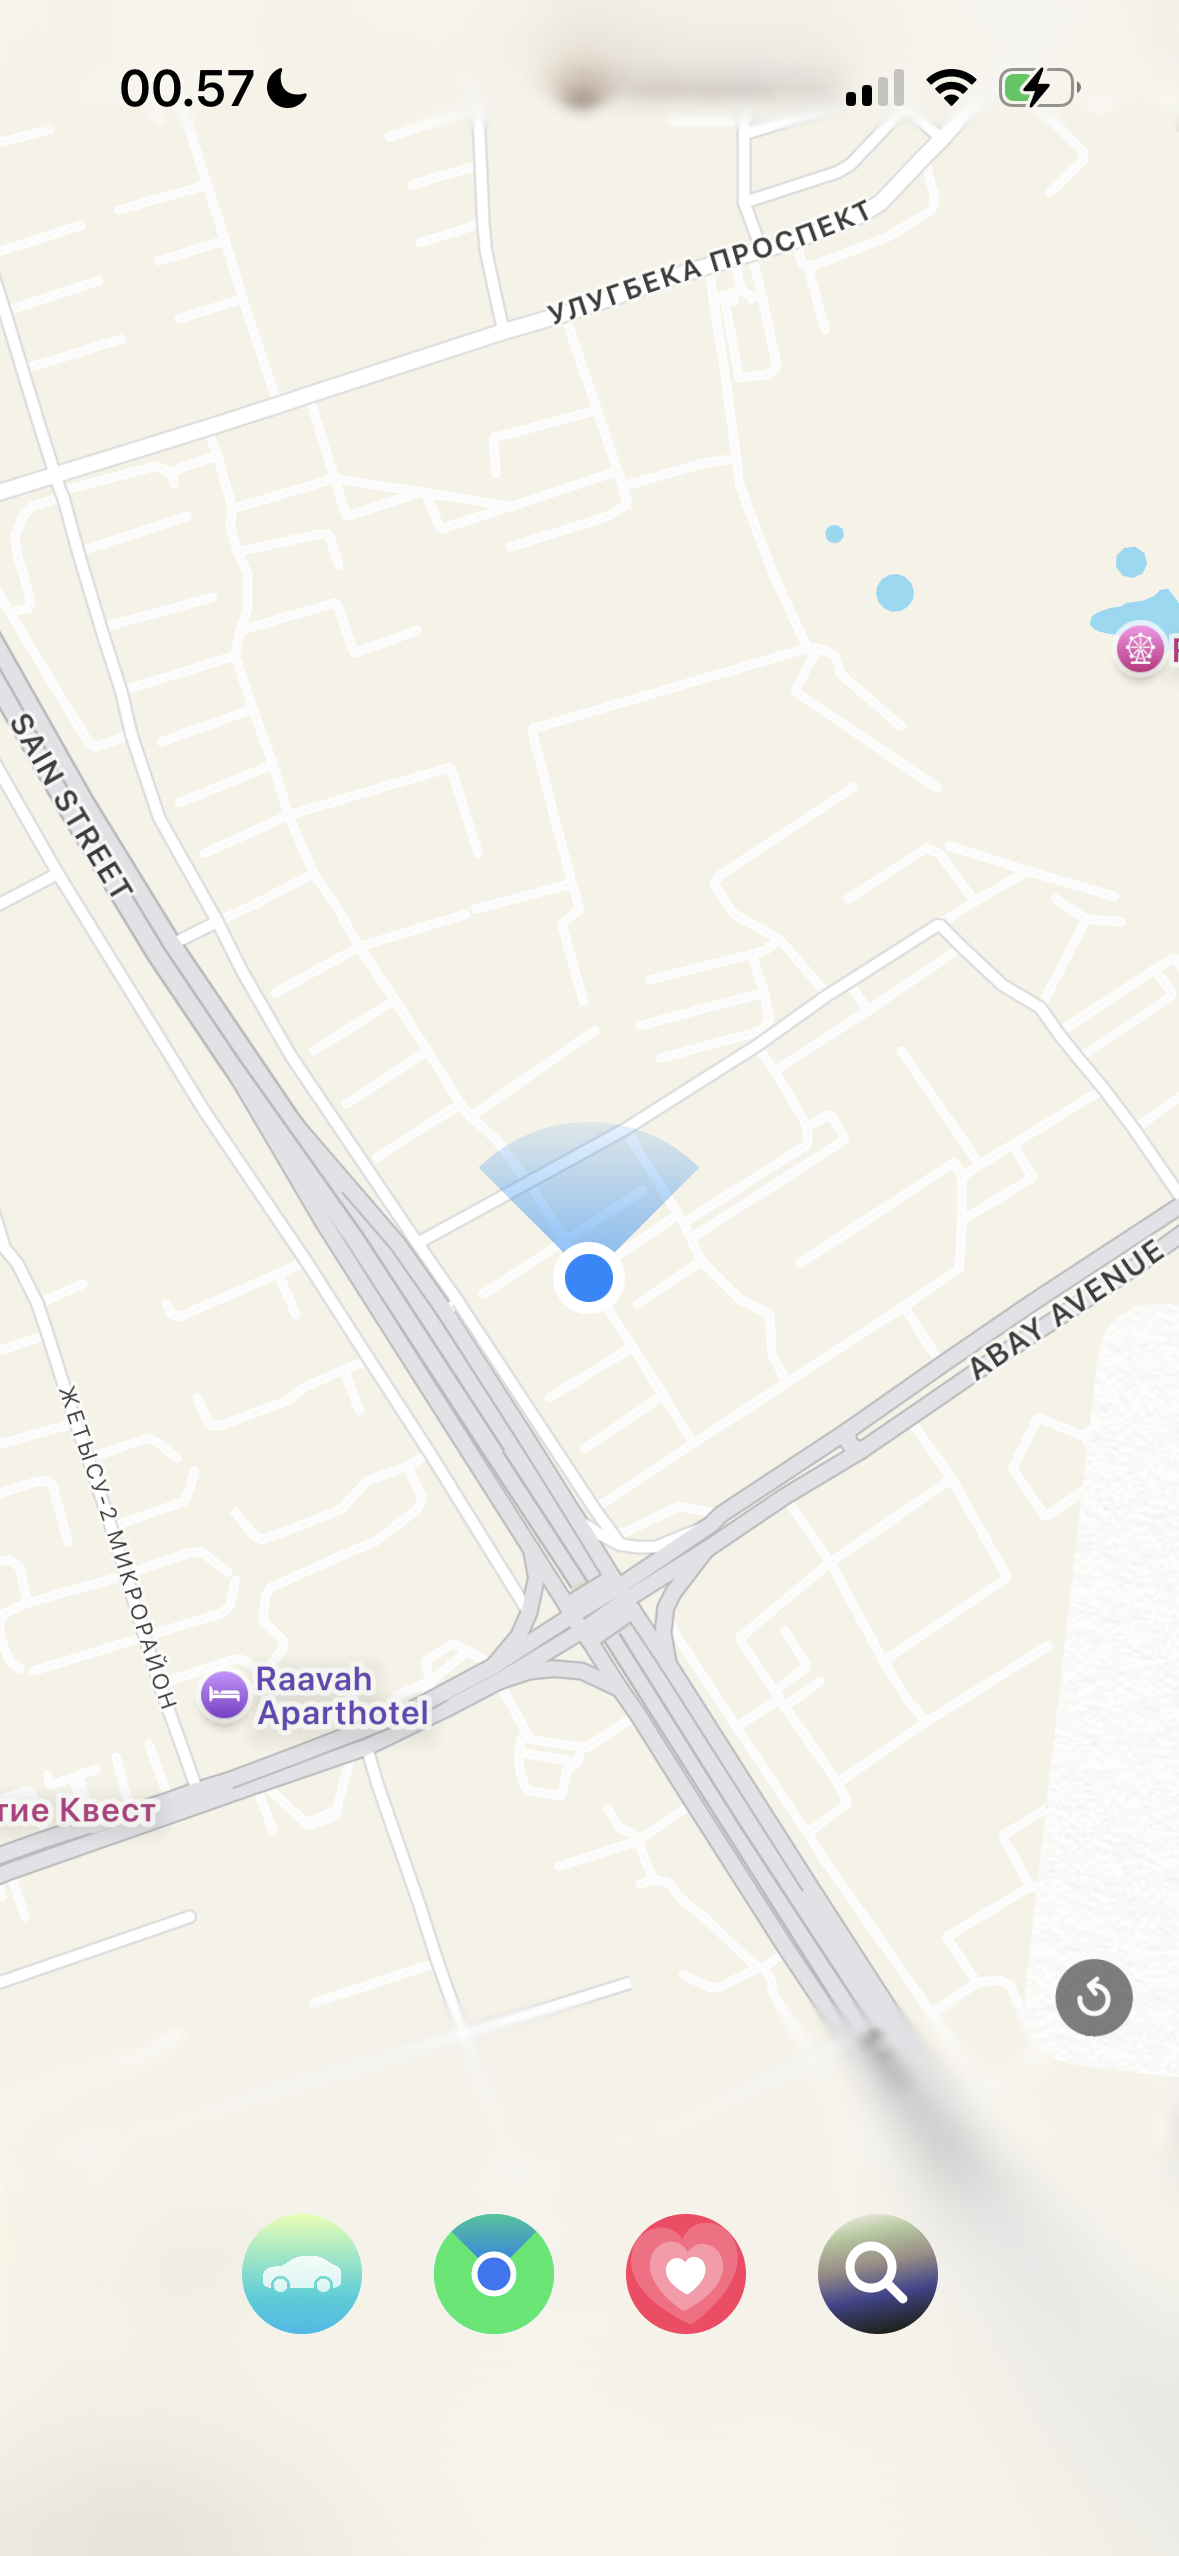 00.57
УЛУГБЕКА ПРОСПЕКТ
SAIN STREET
ABAY AVENUE
ЖЕТЫСУ-2 МИКРОРАЙОН
Raavah
Aparthotel
тие Квест